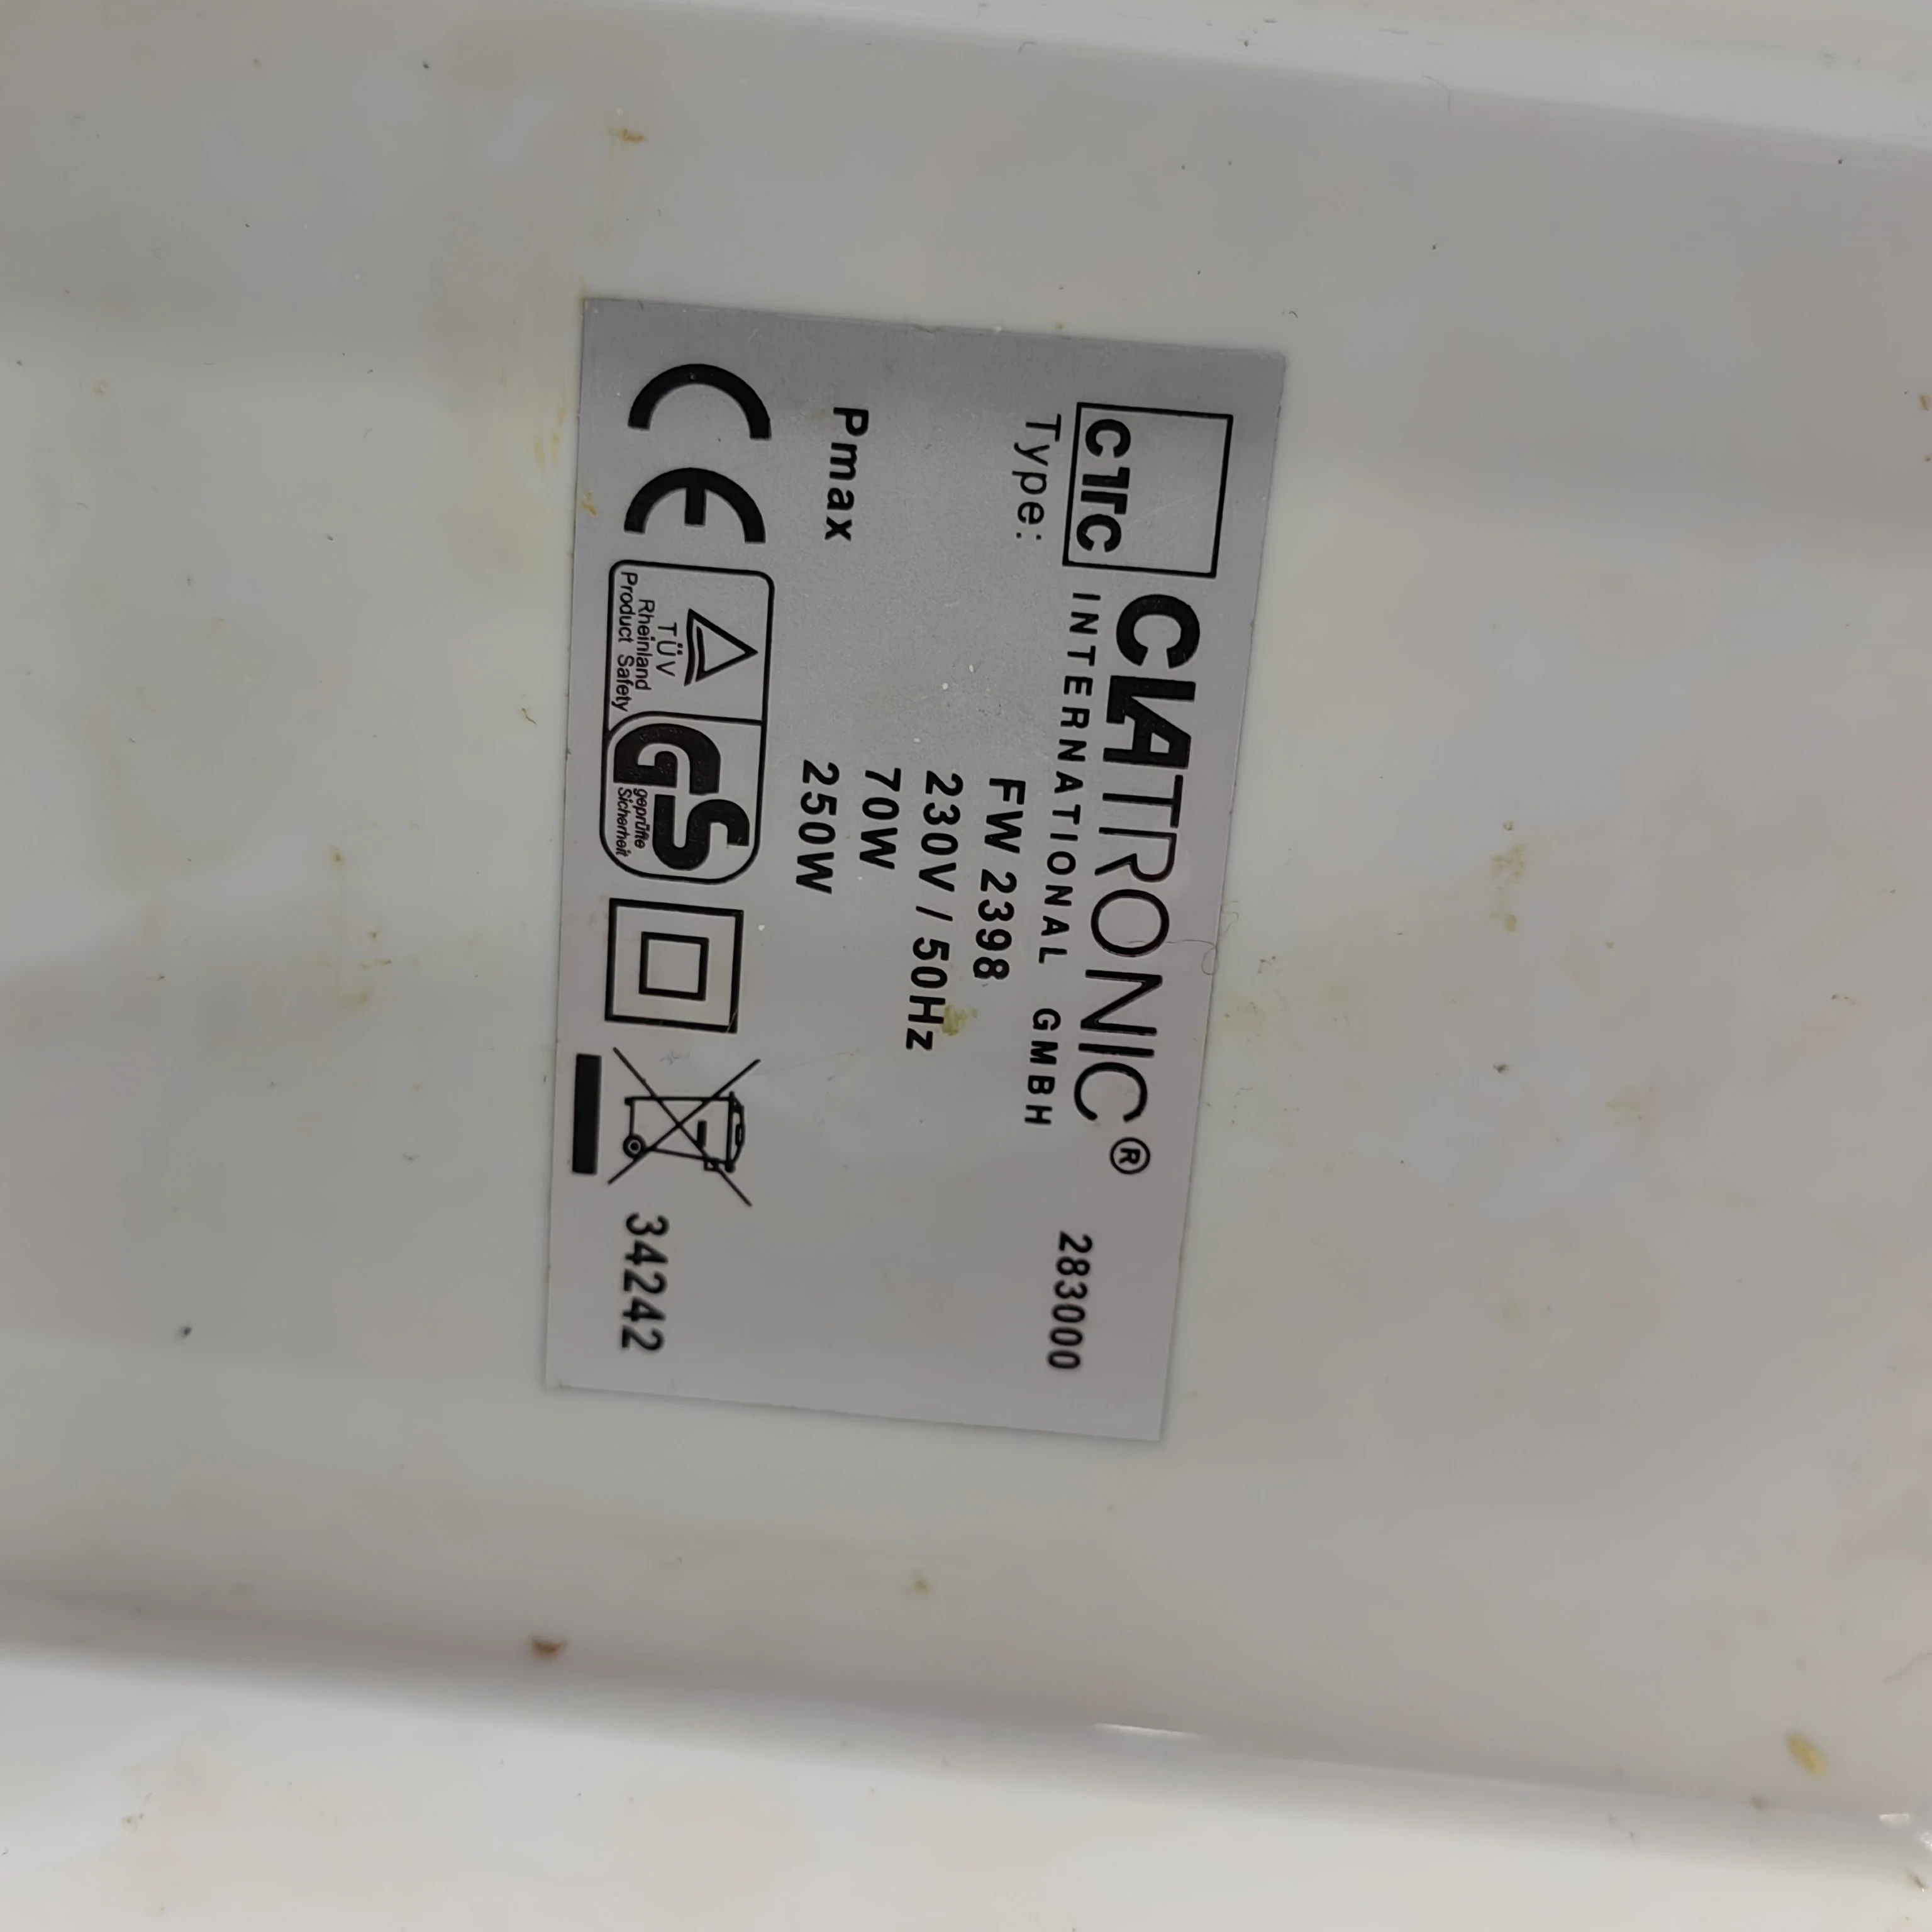 CTC CLATRONIC®
INTERNATIONAL GMBH 283000
Type: FW 2398
230V / 50Hz
70W
Pmax 250W
CE
TÜV
Rheinland
Product Safety
GS
geprüfte
Sicherheit
34242